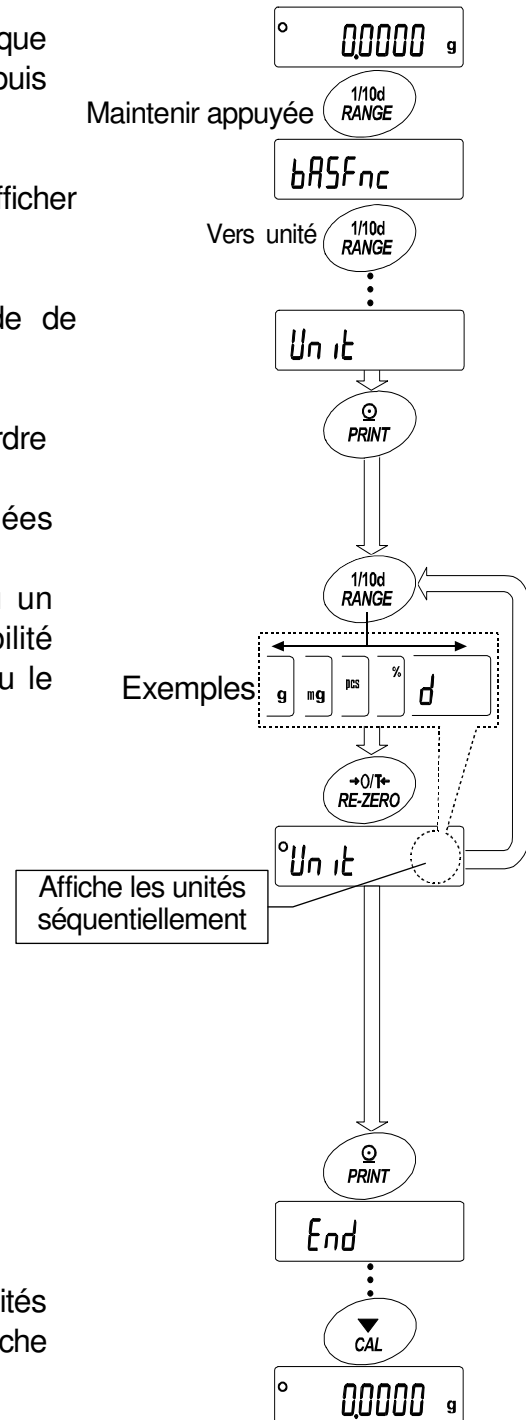 que
puis
fficher
de de
rdre
ées
un
bilité
u le
ités
che
0.0000 g
Maintenir appuyée
1/10d
RANGE
bASFnc
Vers unité
1/10d
RANGE
Unit
PRINT
1/10d
RANGE
Exemples
g mg pcs % d
→0/T←
RE-ZERO
Unit
Affiche les unités
séquentiellement
PRINT
End
CAL
0.0000 g